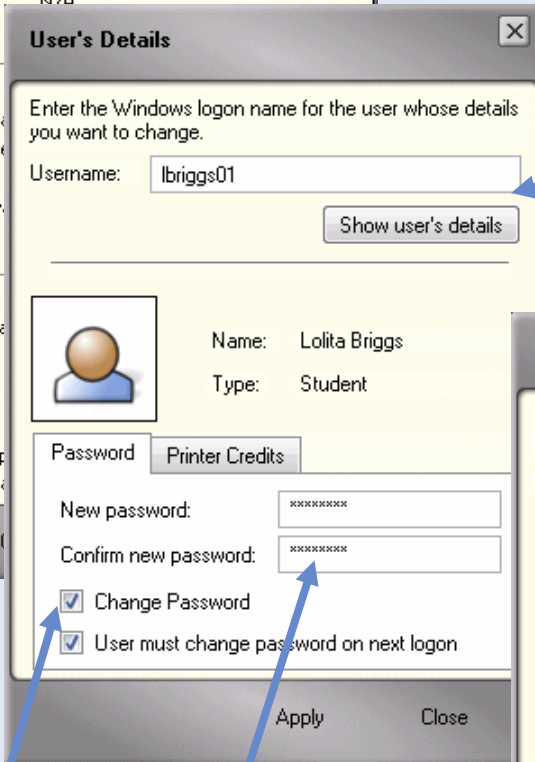 User's Details
Enter the Windows logon name for the user whose details
you want to change.
Username: lbriggs01
Show user's details
Name: Lolita Briggs
Type: Student
Password Printer Credits
New password: ********
Confirm new password: ********
Change Password
User must change password on next logon
Apply Close